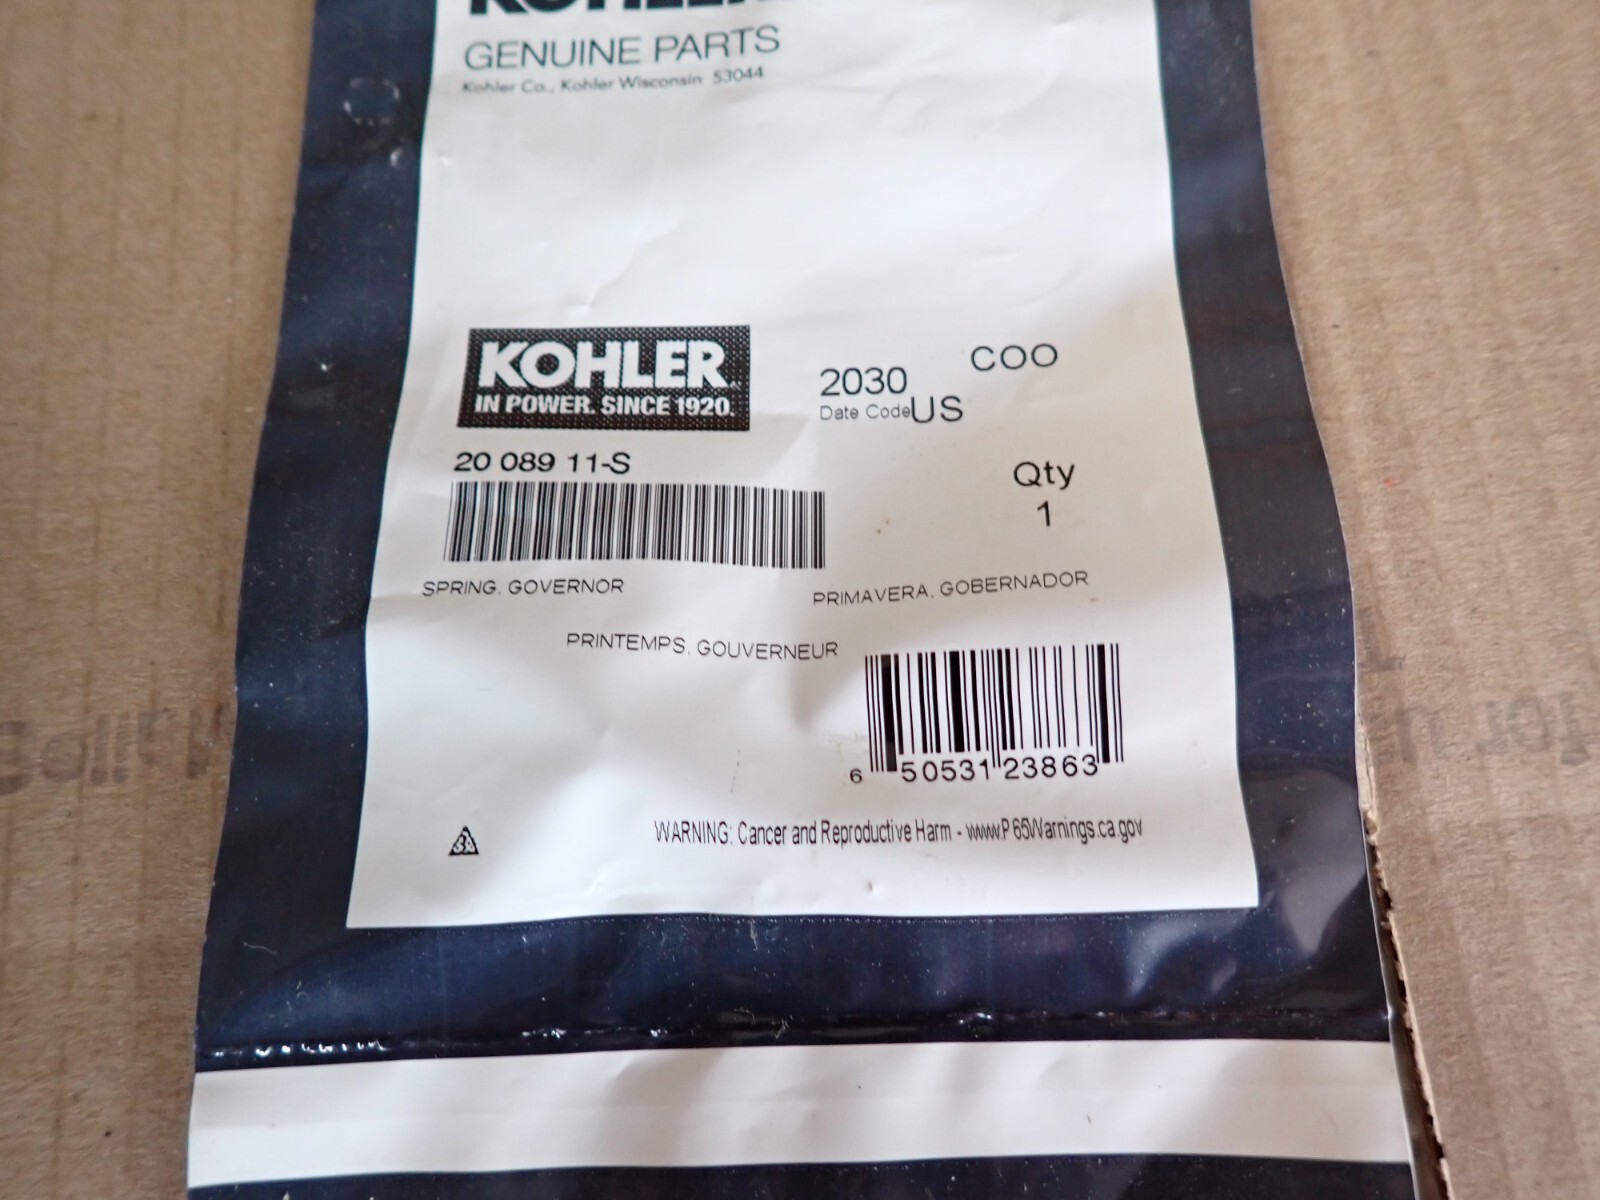 KOHLER
GENUINE PARTS
Kohler Co., Kohler Wisconsin 53044
KOHLER
IN POWER. SINCE 1920.
2030
COO
Date Code US
20 089 11-S
Qty
1
SPRING, GOVERNOR
PRIMAVERA, GOBERNADOR
PRINTEMPS, GOUVERNEUR
6 50531 23863
WARNING: Cancer and Reproductive Harm - www.P65Warnings.ca.gov